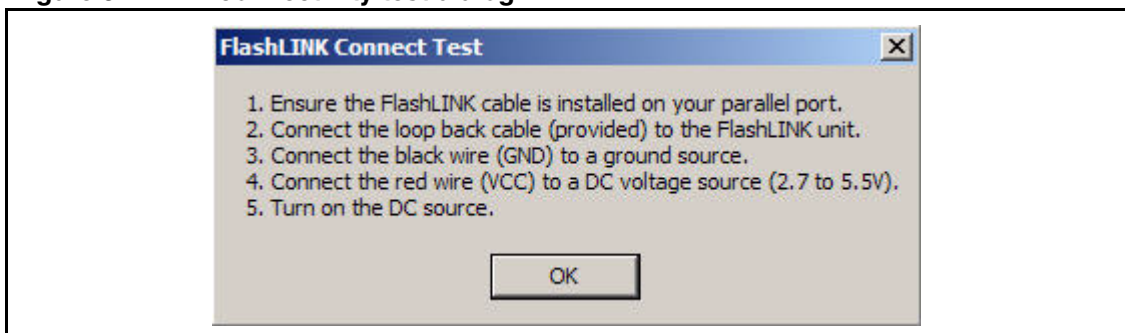 FlashLINK Connect Test
1. Ensure the FlashLINK cable is installed on your parallel port.
2. Connect the loop back cable (provided) to the FlashLINK unit.
3. Connect the black wire (GND) to a ground source.
4. Connect the red wire (VCC) to a DC voltage source (2.7 to 5.5V).
5. Turn on the DC source.
OK